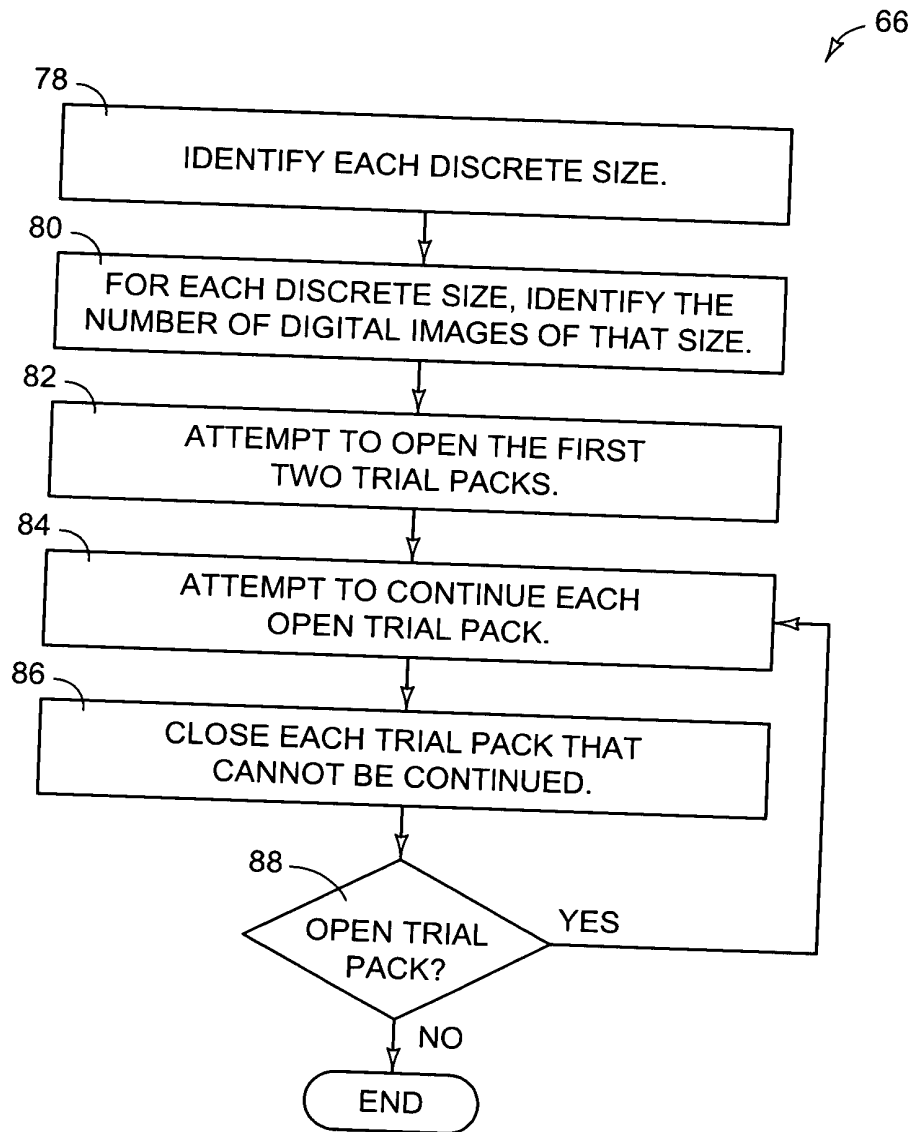 66
78
IDENTIFY EACH DISCRETE SIZE.
80
FOR EACH DISCRETE SIZE, IDENTIFY THE
NUMBER OF DIGITAL IMAGES OF THAT SIZE.
82
ATTEMPT TO OPEN THE FIRST
TWO TRIAL PACKS.
84
ATTEMPT TO CONTINUE EACH
OPEN TRIAL PACK.
86
CLOSE EACH TRIAL PACK THAT
CANNOT BE CONTINUED.
88
OPEN TRIAL
PACK?
YES
NO
END